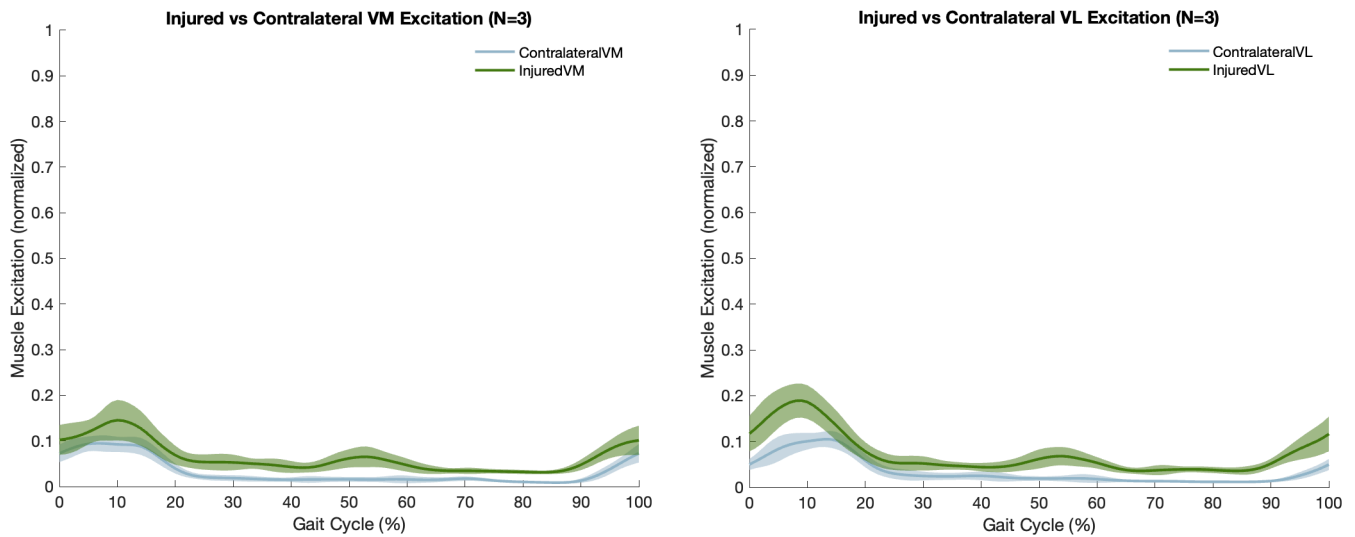 Injured vs Contralateral VM Excitation (N=3)
ContralateralVM
InjuredVM
Muscle Excitation (normalized)
1
0.9
0.8
0.7
0.6
0.5
0.4
0.3
0.2
0.1
0
0 10 20 30 40 50 60 70 80 90 100
Gait Cycle (%)
Injured vs Contralateral VL Excitation (N=3)
ContralateralVL
InjuredVL
Muscle Excitation (normalized)
1
0.9
0.8
0.7
0.6
0.5
0.4
0.3
0.2
0.1
0
0 10 20 30 40 50 60 70 80 90 100
Gait Cycle (%)